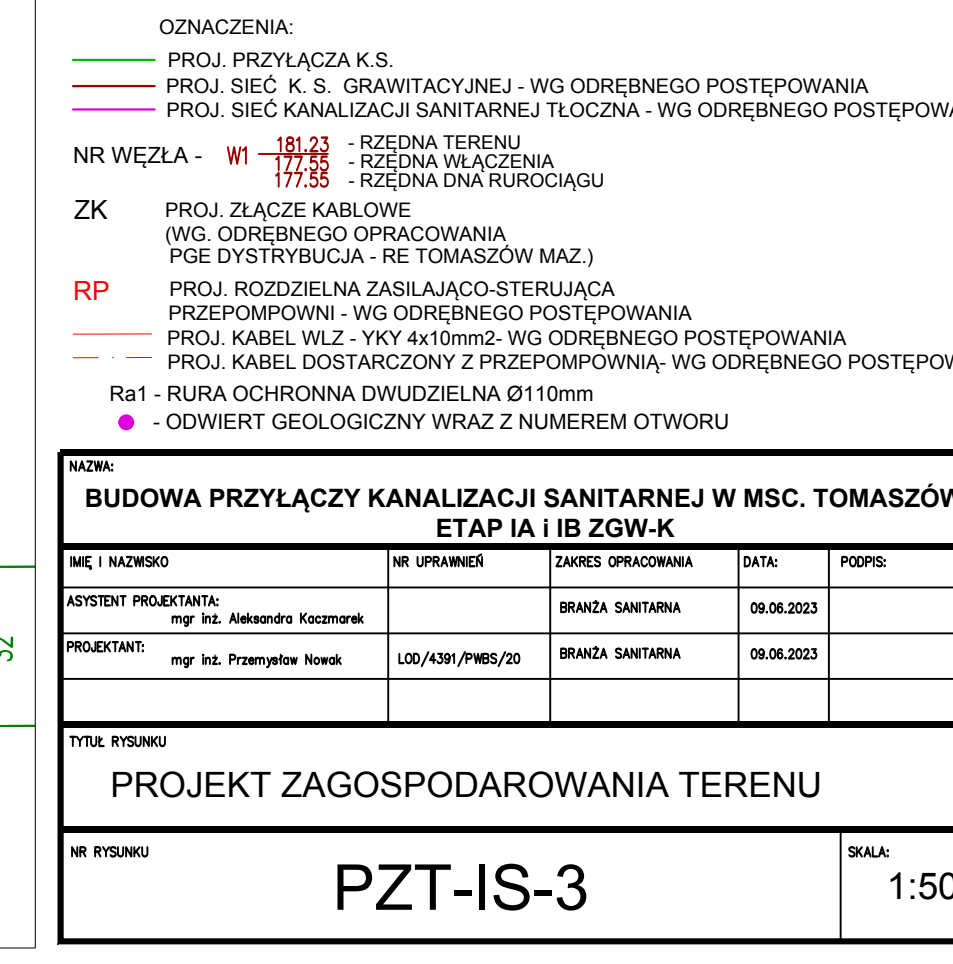 OZNACZENIA:
PROJ. PRZYŁĄCZA K.S.
PROJ. SIEĆ K. S. GRAWITACYJNEJ - WG ODRĘBNEGO POSTĘPOWANIA
PROJ. SIEĆ KANALIZACJI SANITARNEJ TŁOCZNA - WG ODRĘBNEGO
NR WĘZŁA - W1 181.23 - RZĘDNA TERENU
177.55 - RZĘDNA WŁĄCZENIA
177.55 - RZĘDNA DNA RUROCIĄGU
ZK PROJ. ZŁĄCZE KABLOWE
(WG. ODRĘBNEGO OPRACOWANIA
PGE DYSTRYBUCJA - RE TOMASZÓW MAZ.)
RP PROJ. ROZDZIELNA ZASILAJĄCO-STERUJĄCA
PRZEPOMPOWNI - WG ODRĘBNEGO POSTĘPOWANIA
PROJ. KABEL WLZ - YKY 4x10mm2- WG ODRĘBNEGO POSTĘPOWANIA
PROJ. KABEL DOSTARCZONY Z PRZEPOMPOWNIĄ- WG ODRĘBNEGO
Ra1 - RURA OCHRONNA DWUDZIELNA Ø110mm
- ODWIERT GEOLOGICZNY WRAZ Z NUMEREM OTWORU
NAZWA:
BUDOWA PRZYŁĄCZY KANALIZACJI SANITARNEJ W MSC. TOMASZÓW
ETAP IA i IB ZGW-K
IMIĘ I NAZWISKO NR UPRAWNIEŃ ZAKRES OPRACOWANIA DATA: PODPIS:
ASYSTENT PROJEKTANTA:
mgr inż. Aleksandra Kaczmarek BRANŻA SANITARNA 09.06.2023
PROJEKTANT:
mgr inż. Przemysław Nowak LOD/4391/PWBS/20 BRANŻA SANITARNA 09.06.2023
TYTUŁ RYSUNKU
PROJEKT ZAGOSPODAROWANIA TERENU
NR RYSUNKU
PZT-IS-3
SKALA: